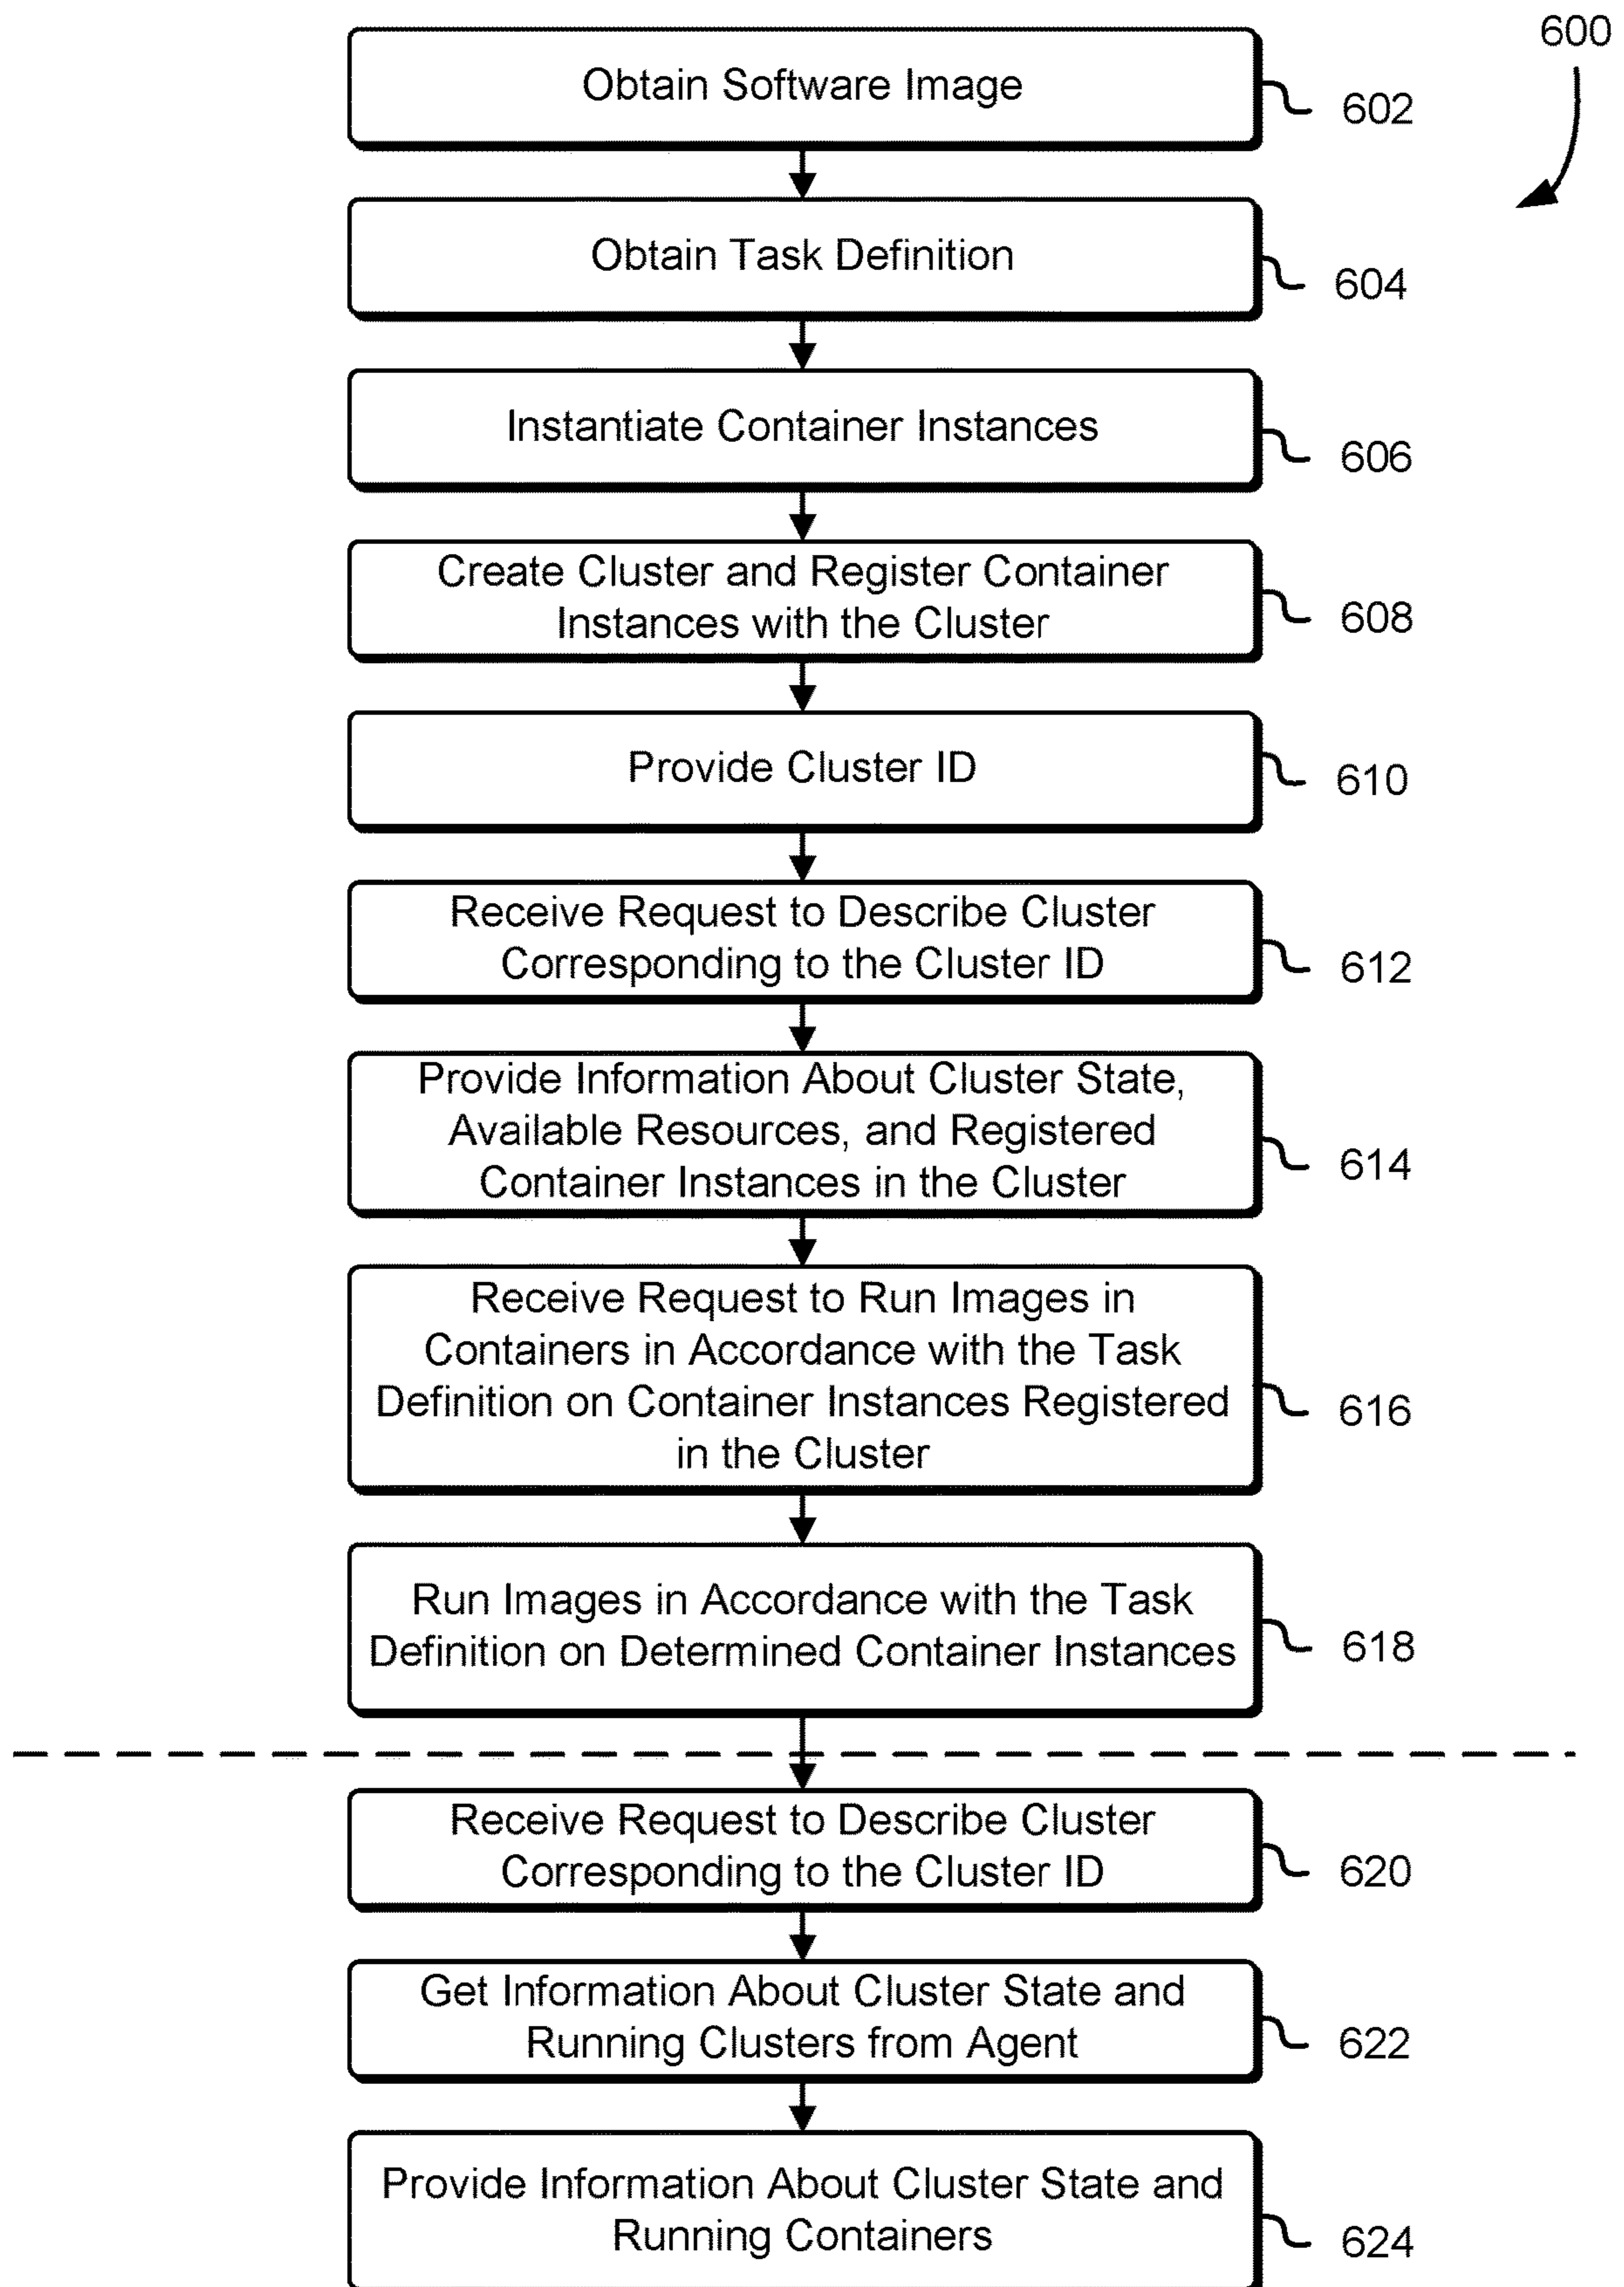 600
Obtain Software Image
602
Obtain Task Definition
604
Instantiate Container Instances
606
Create Cluster and Register Container
Instances with the Cluster
608
Provide Cluster ID
610
Receive Request to Describe Cluster
Corresponding to the Cluster ID
612
Provide Information About Cluster State,
Available Resources, and Registered
Container Instances in the Cluster
614
Receive Request to Run Images in
Containers in Accordance with the Task
Definition on Container Instances Registered
in the Cluster
616
Run Images in Accordance with the Task
Definition on Determined Container Instances
618
Receive Request to Describe Cluster
Corresponding to the Cluster ID
620
Get Information About Cluster State and
Running Clusters from Agent
622
Provide Information About Cluster State and
Running Containers
624